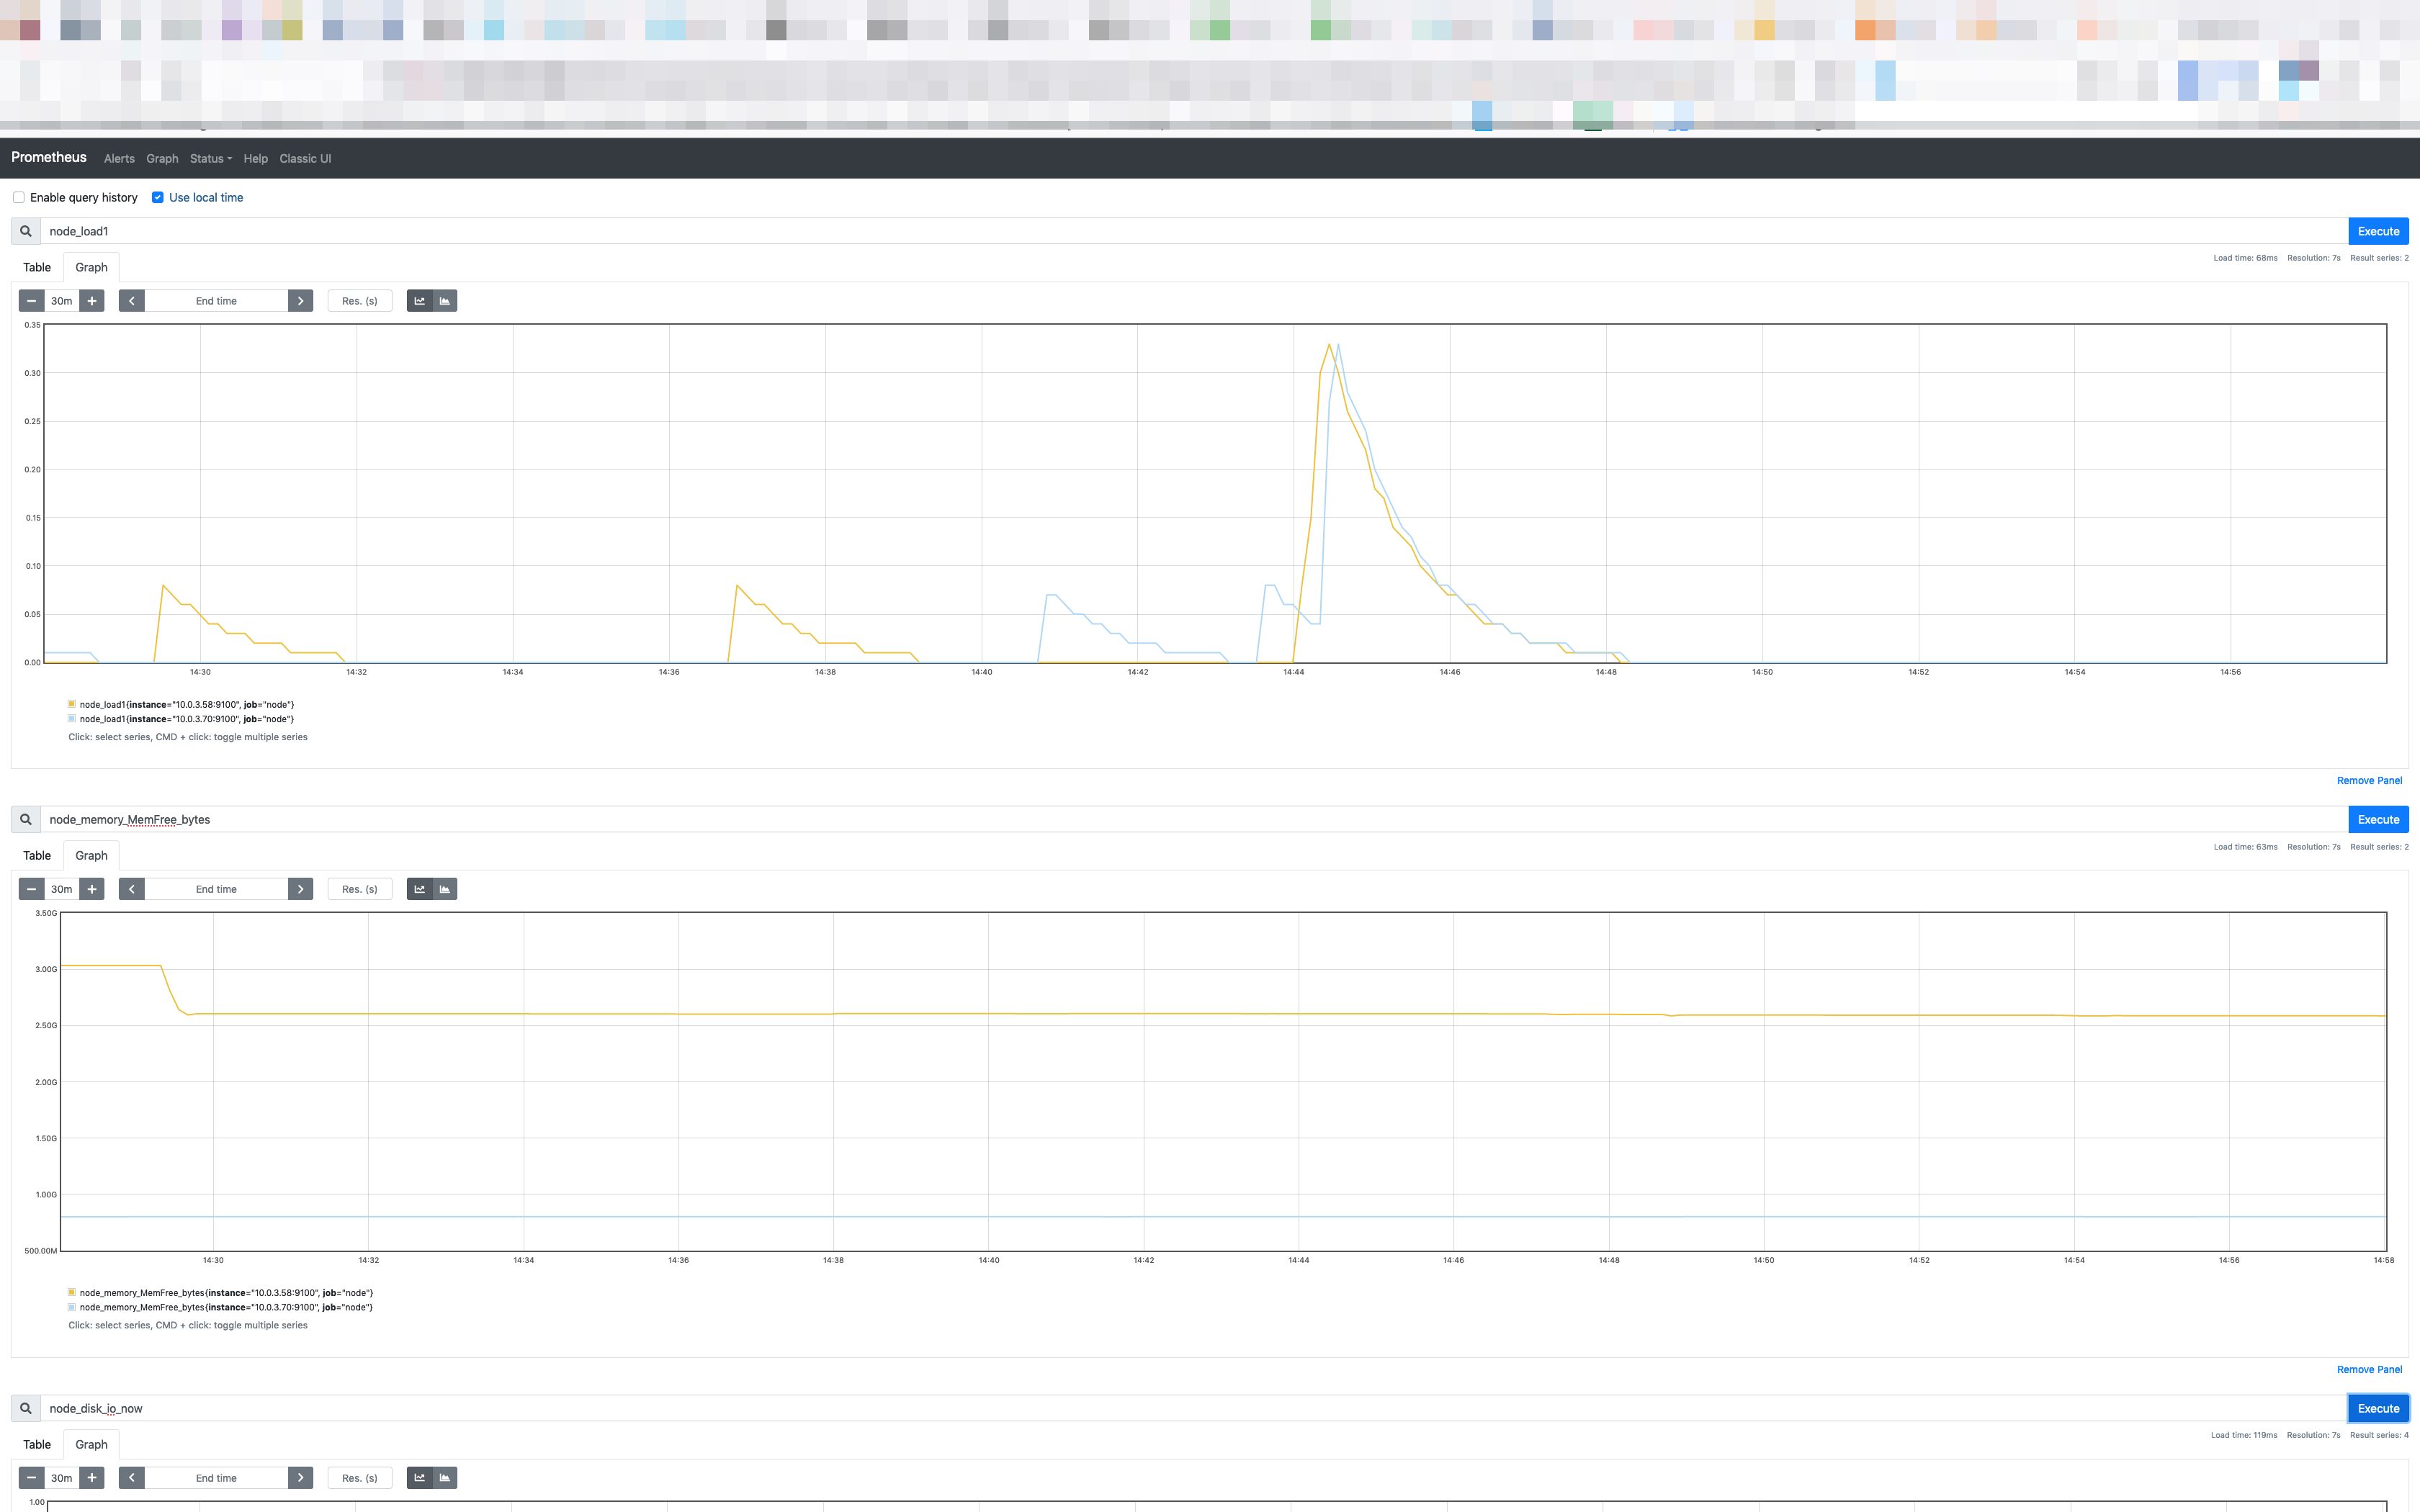 Prometheus Alerts Graph Status Help Classic UI
Enable query history Use local time
node_load1 Execute
Table Graph Load time: 68ms Resolution: 7s Result series: 2
30m End time Res. (s)
0.35
0.30
0.25
0.20
0.15
0.10
0.05
0.00
14:30 14:32 14:34 14:36 14:38 14:40 14:42 14:44 14:46 14:48 14:50 14:52 14:54 14:56
node_load1{instance="10.0.3.58:9100", job="node"}
node_load1{instance="10.0.3.70:9100", job="node"}
Click: select series, CMD + click: toggle multiple series
Remove Panel
node_memory_MemFree_bytes Execute
Table Graph Load time: 63ms Resolution: 7s Result series: 2
30m End time Res. (s)
3.50G
3.00G
2.50G
2.00G
1.50G
1.00G
500.00M
14:30 14:32 14:34 14:36 14:38 14:40 14:42 14:44 14:46 14:48 14:50 14:52 14:54 14:56 14:58
node_memory_MemFree_bytes{instance="10.0.3.58:9100", job="node"}
node_memory_MemFree_bytes{instance="10.0.3.70:9100", job="node"}
Click: select series, CMD + click: toggle multiple series
Remove Panel
node_disk_io_now Execute
Table Graph Load time: 119ms Resolution: 7s Result series: 4
30m End time Res. (s)
1.00